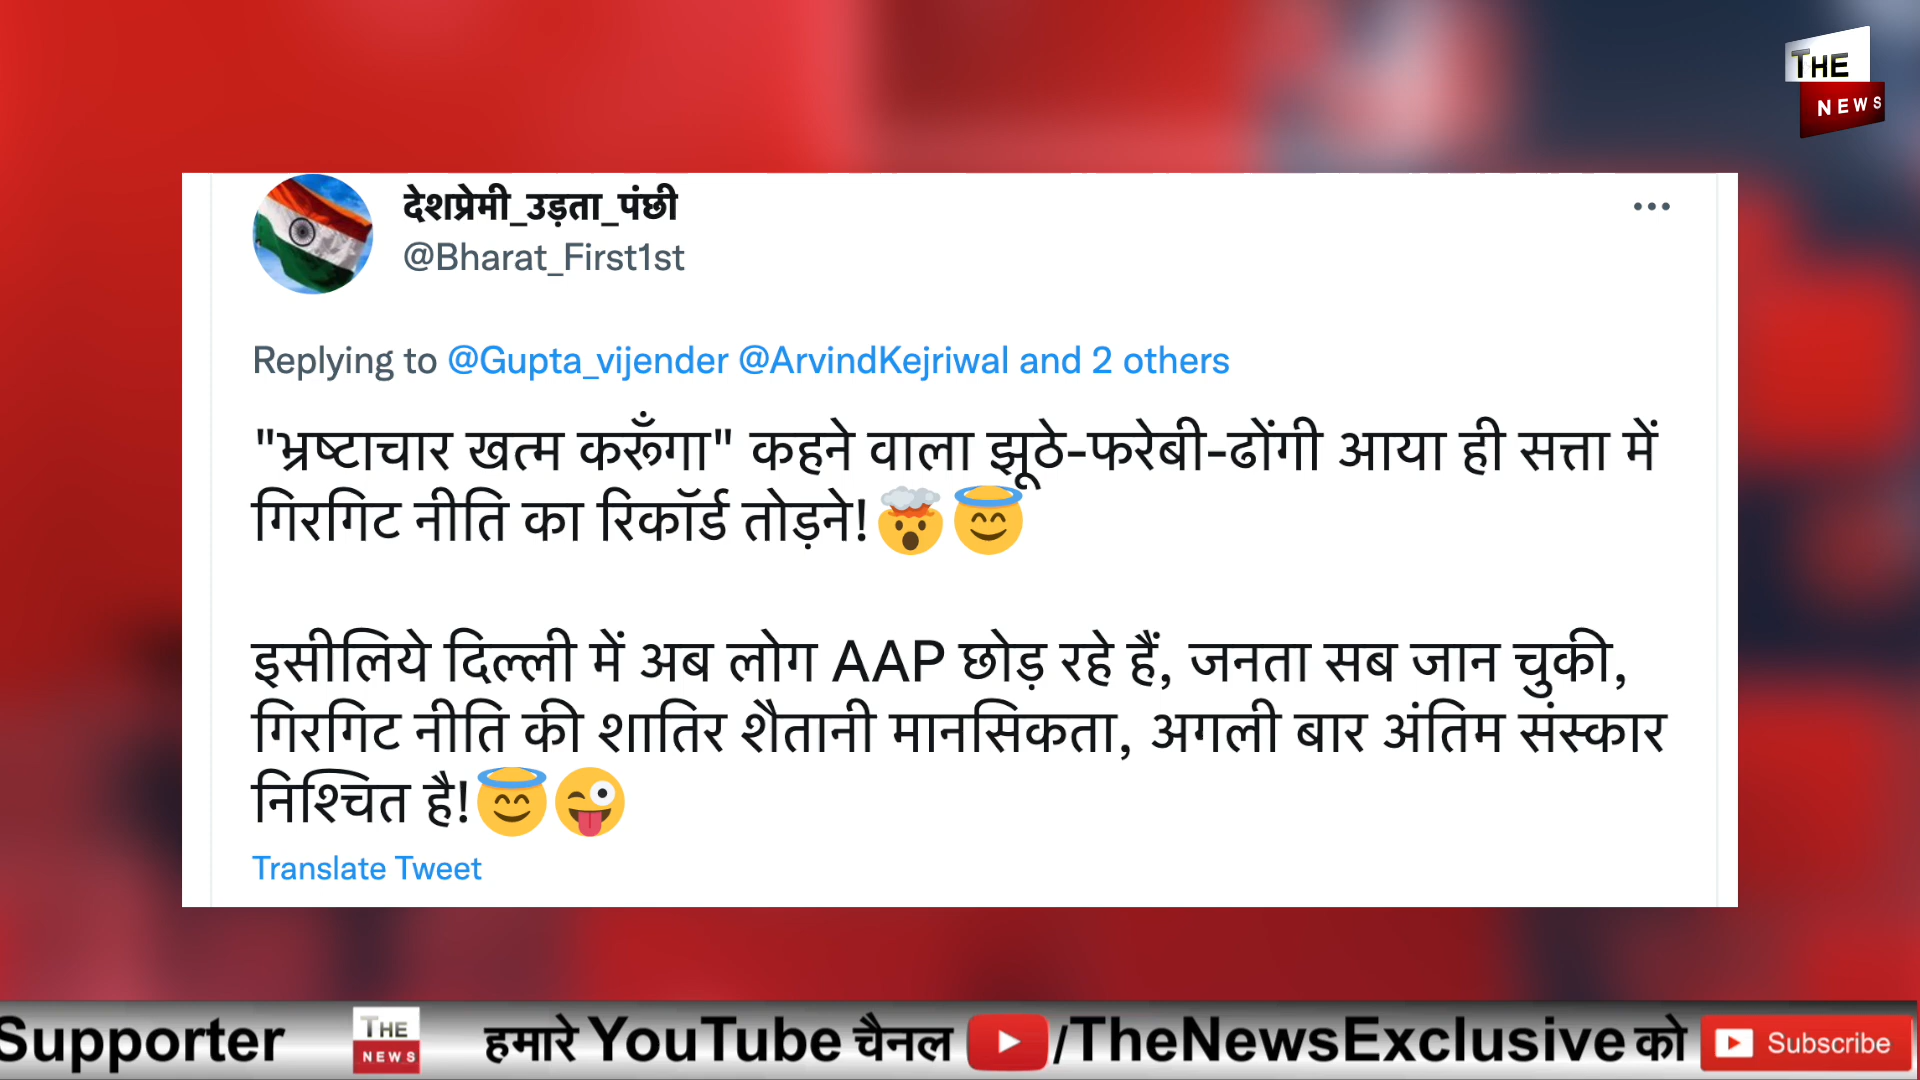 THE
NEWS
देशप्रेमी_उड़ता_पंछी
@Bharat_First1st
Replying to @Gupta_vijender @ArvindKejriwal and 2 others
"भ्रष्टाचार खत्म करूँगा" कहने वाला झूठे-फरेबी-ढोंगी आया ही सत्ता में
गिरगिट नीति का रिकॉर्ड तोड़ने!🤯😇
इसीलिये दिल्ली में अब लोग AAP छोड़ रहे हैं, जनता सब जान चुकी,
गिरगिट नीति की शातिर शैतानी मानसिकता, अगली बार अंतिम संस्कार
निश्चित है!😇😜
Translate Tweet
Supporter THE NEWS हमारे YouTube चैनल /TheNewsExclusive को Subscribe